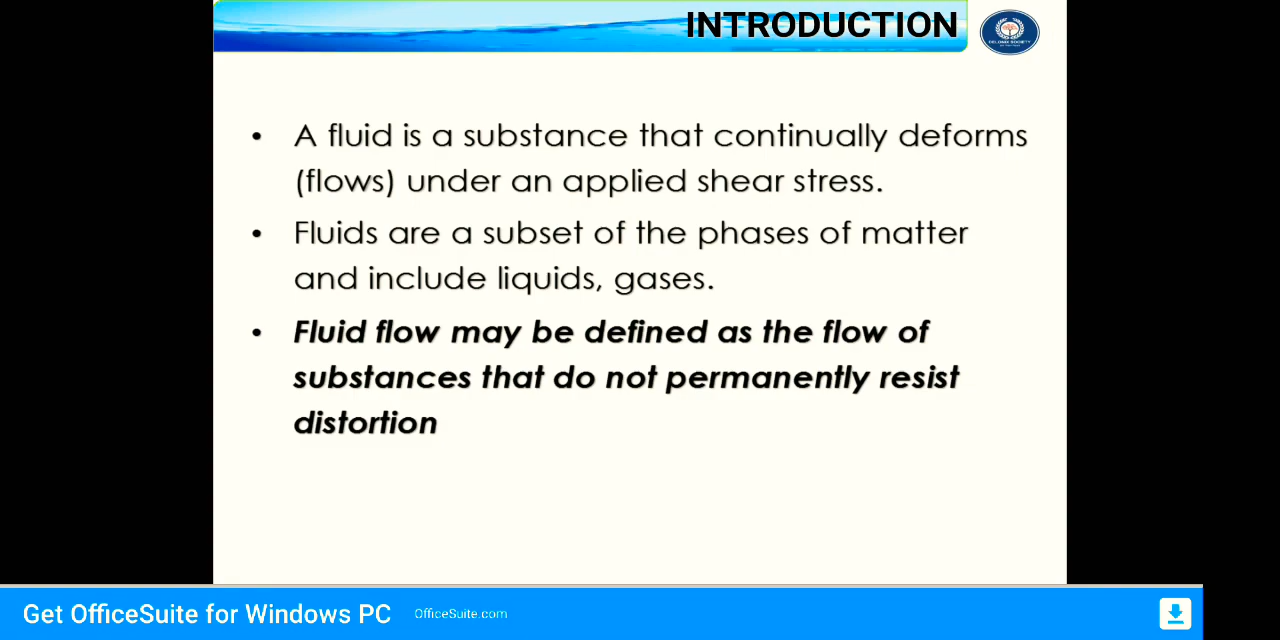 INTRODUCTION
• A fluid is a substance that continually deforms
(flows) under an applied shear stress.
• Fluids are a subset of the phases of matter
and include liquids, gases.
• Fluid flow may be defined as the flow of
substances that do not permanently resist
distortion
Get OfficeSuite for Windows PC OfficeSuite.com